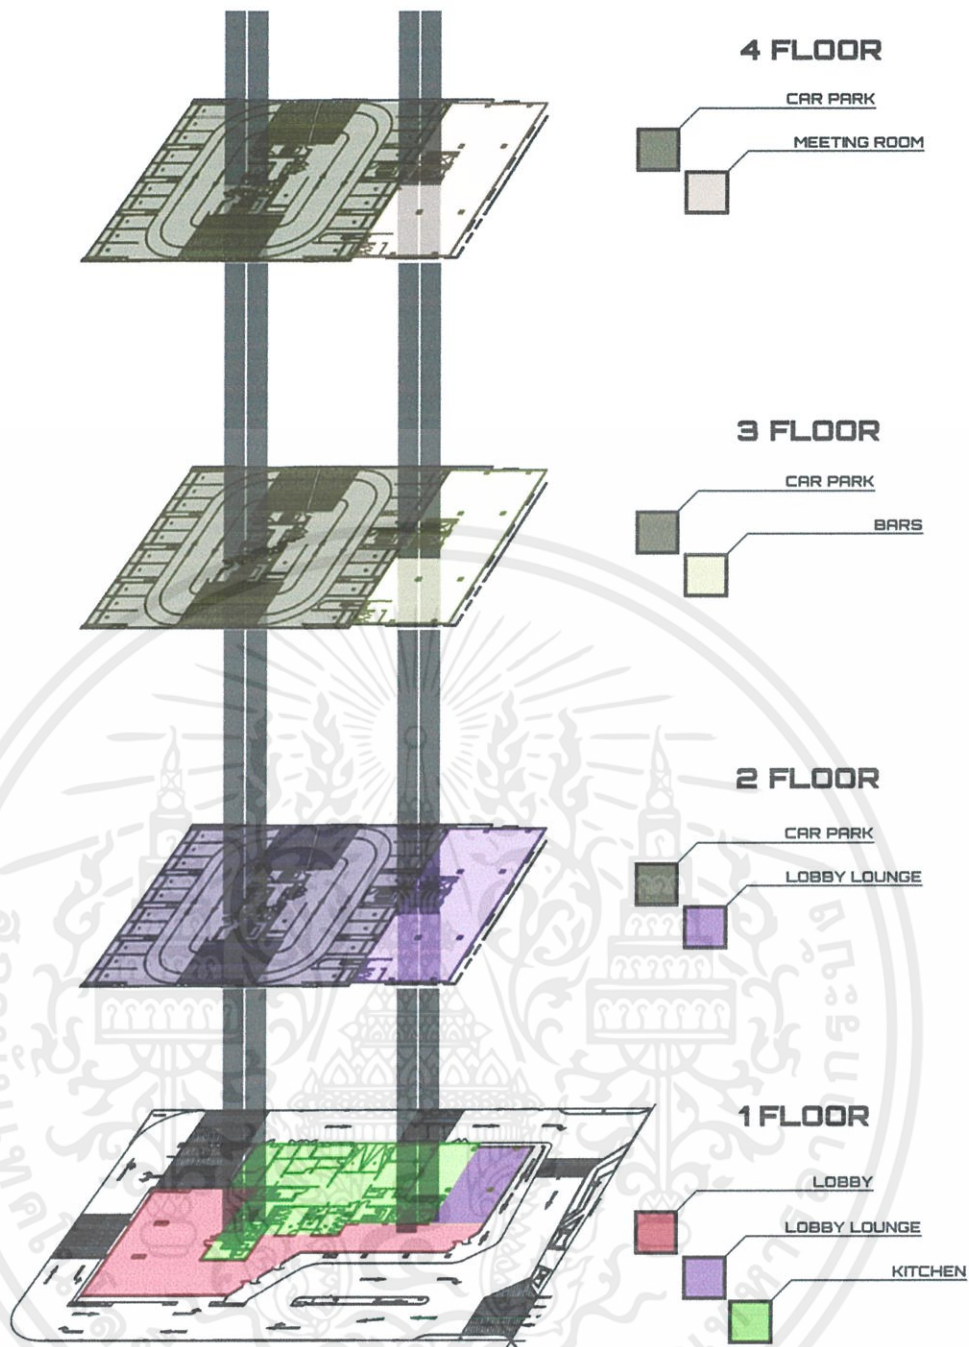 4 FLOOR
CAR PARK
MEETING ROOM
3 FLOOR
CAR PARK
BARS
2 FLOOR
CAR PARK
LOBBY LOUNGE
1 FLOOR
LOBBY
LOBBY LOUNGE
KITCHEN